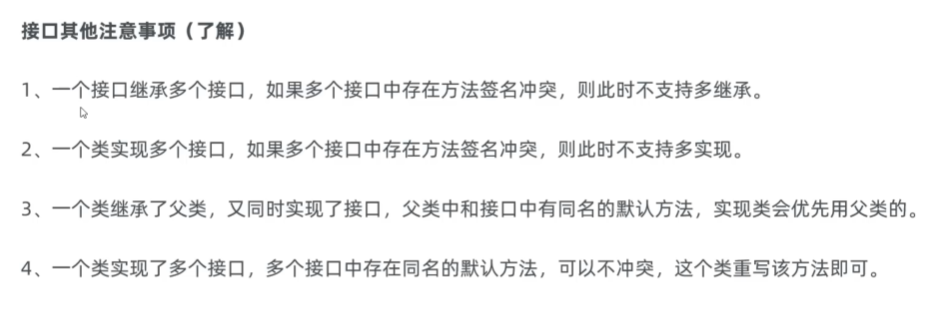 接口其他注意事项（了解）
1、一个接口继承多个接口，如果多个接口中存在方法签名冲突，则此时不支持多继承。
2、一个类实现多个接口，如果多个接口中存在方法签名冲突，则此时不支持多实现。
3、一个类继承了父类，又同时实现了接口，父类中和接口中有同名的默认方法，实现类会优先用父类的。
4、一个类实现了多个接口，多个接口中存在同名的默认方法，可以不冲突，这个类重写该方法即可。